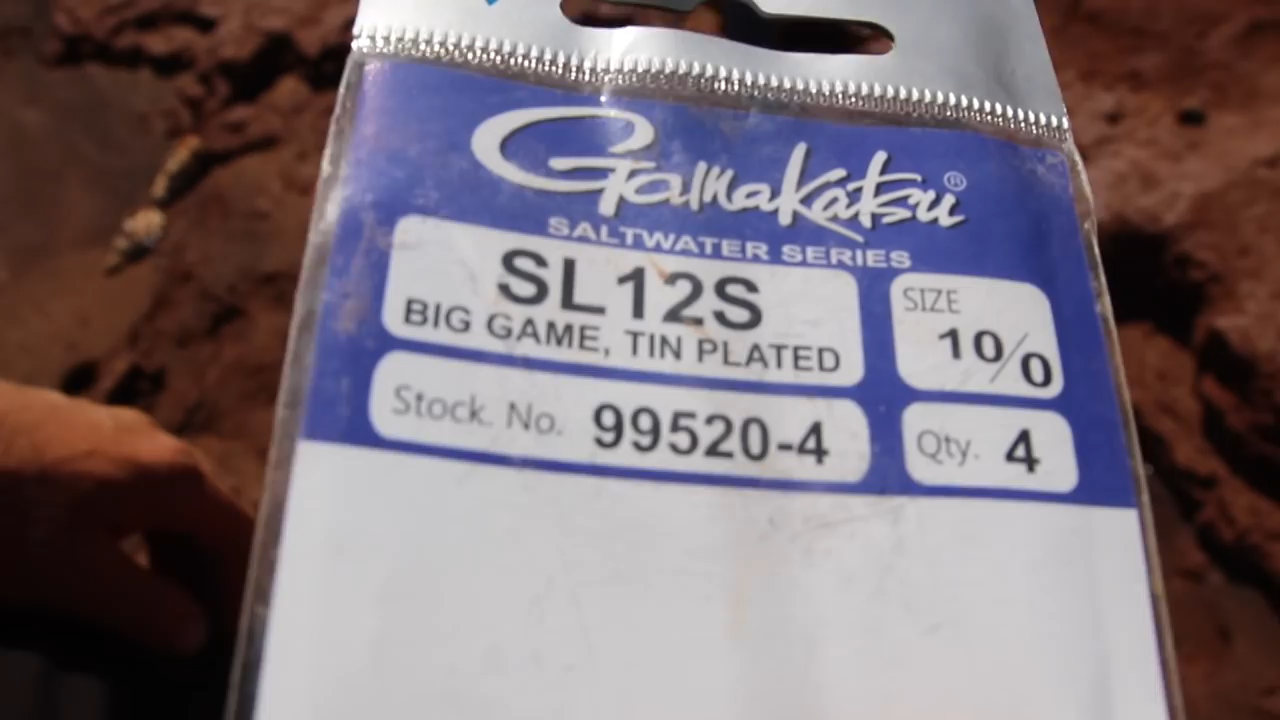 Gamakatsu®
SALTWATER SERIES
SL12S
BIG GAME, TIN PLATED
SIZE
10/0
Stock. No. 99520-4
Qty. 4